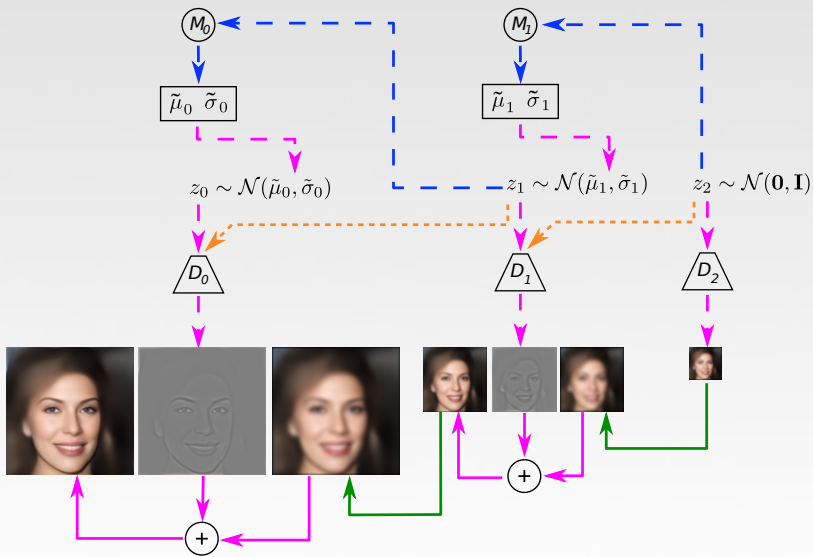 M₀ M₁
μ̃₀ σ̃₀ μ̃₁ σ̃₁
z₀ ∼ 𝒩(μ̃₀, σ̃₀) z₁ ∼ 𝒩(μ̃₁, σ̃₁) z₂ ∼ 𝒩(𝟎, 𝐈)
D₀ D₁ D₂
+
+